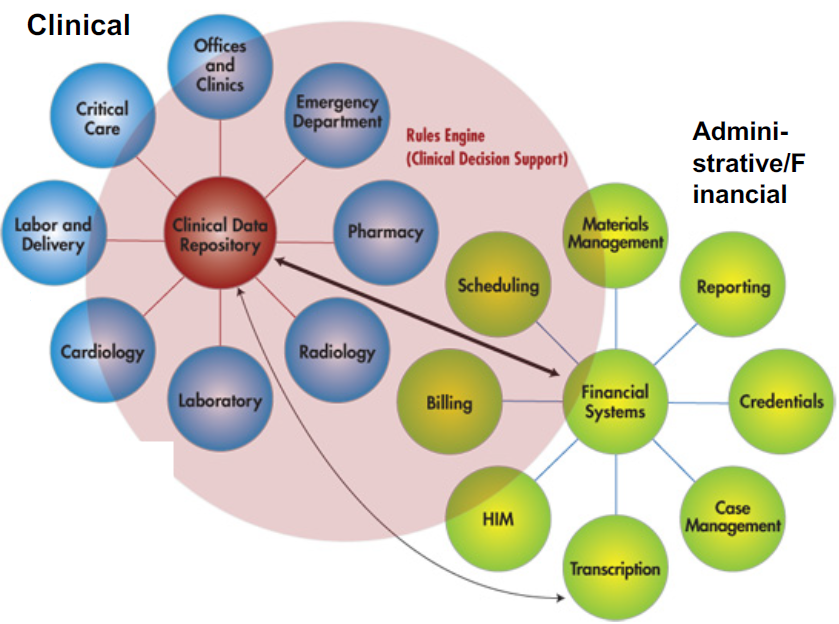 Clinical
Offices
and
Clinics
Critical
Care
Emergency
Department
Rules Engine
(Clinical Decision Support)
Admini-
strative/F
inancial
Labor and
Delivery
Clinical Data
Repository
Pharmacy
Materials
Management
Scheduling
Reporting
Cardiology
Radiology
Laboratory
Billing
Financial
Systems
Credentials
HIM
Case
Management
Transcription